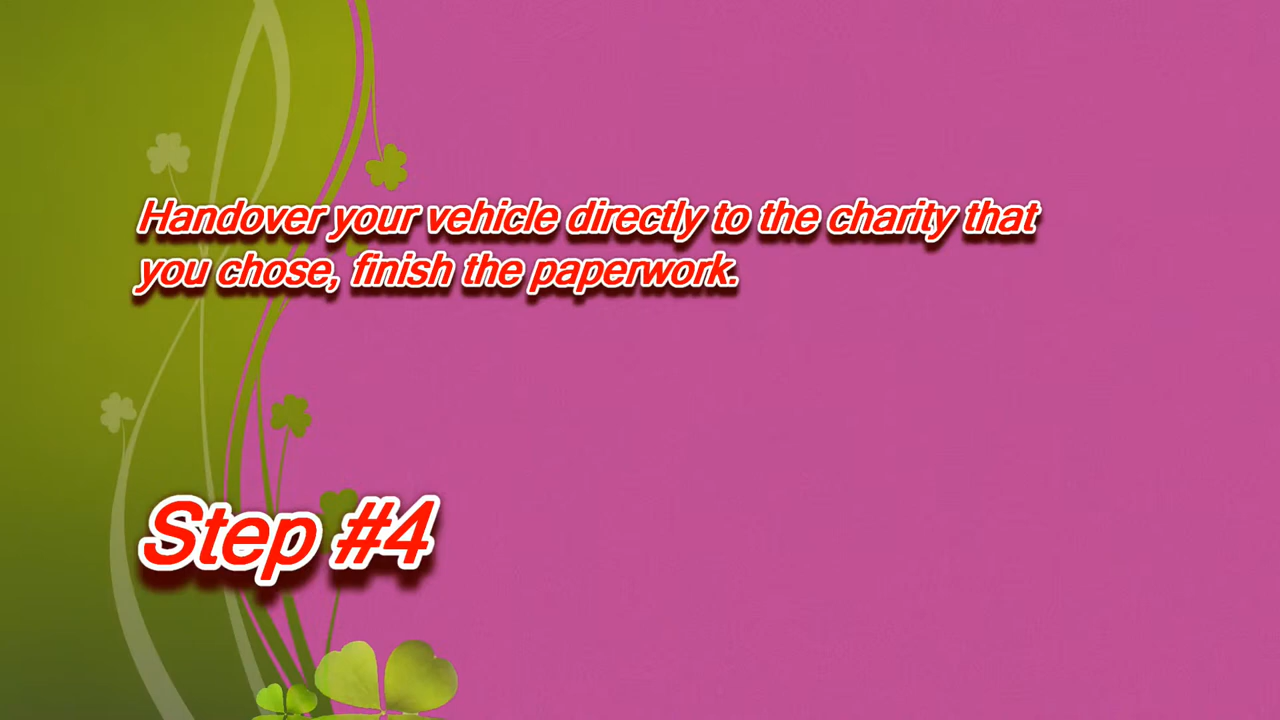 Handover your vehicle directly to the charity that
you chose, finish the paperwork.
Step #4